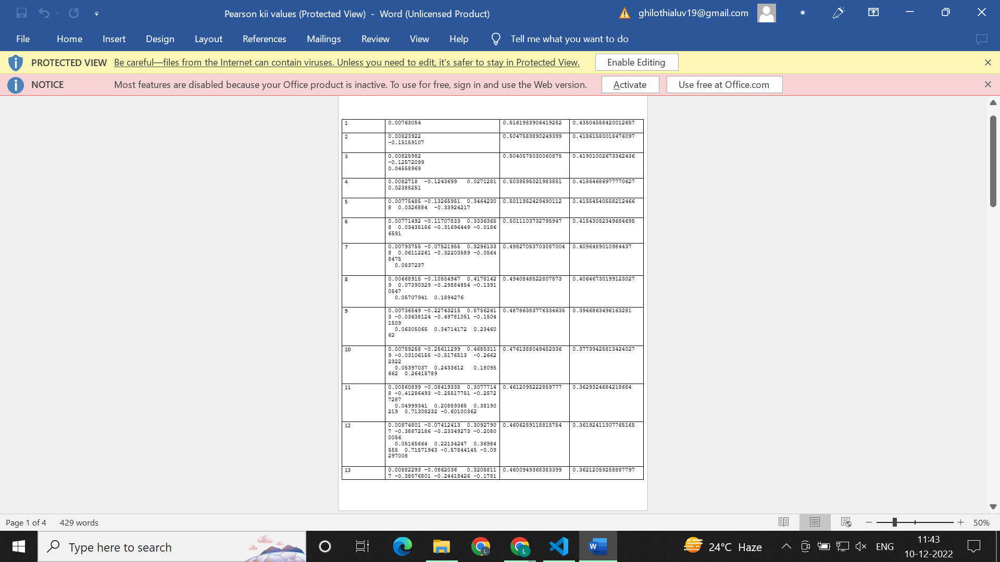 Pearson kii values (Protected View)  -  Word (Unlicensed Product)
ghilothialuv19@gmail.com
File Home Insert Design Layout References Mailings Review View Help Tell me what you want to do
PROTECTED VIEW Be careful—files from the Internet can contain viruses. Unless you need to edit, it's safer to stay in Protected View. Enable Editing
NOTICE Most features are disabled because your Office product is inactive. To use for free, sign in and use the Web version. Activate Use free at Office.com
1 0.00763054 0.5161983906419252 0.43504558420012657
2 0.00823922 0.5047583890249399 0.41861580018476097
-0.15159107
3 0.00825982 0.5040575030060875 0.41901002673362436
-0.12572099
0.04558969
4 0.0082718 -0.1243699 0.0271281 0.5039595021983851 0.41864686977770627
0.02385251
5 0.00775485 -0.13265951 0.3464230 0.5011952429490112 0.41554540558212466
8 0.0326884 -0.33924217
6 0.00771492 -0.11707833 0.3336365 0.5011103732795947 0.41543052349684695
8 0.03435186 -0.31696449 -0.0186
6591
7 0.00793755 -0.07521955 0.3296133 0.49827053703087004 0.4096489010984437
8 0.06112261 -0.32203589 -0.0564
8475
0.0837237
8 0.00668915 -0.10554947 0.4175142 0.4940848522807573 0.40646730199123027
9 0.07390329 -0.29884854 -0.1391
0547
0.05707941 0.1894276
9 0.00736549 -0.22743215 0.5756261 0.48786383776334635 0.3966863496163281
3 -0.03638124 -0.49781051 -0.1504
1509
0.06305065 0.34714172 0.23460
62
10 0.00789258 -0.25611299 0.4685311 0.4761388049452336 0.37739425813424027
9 -0.03106155 -0.5176513 -0.2662
2322
0.05397037 0.2433612 0.18095
662 0.26415789
11 0.00860899 -0.08419338 0.3077714 0.4612095222859777 0.3629324684218684
8 -0.41286493 -0.25517751 -0.2572
7287
0.04999341 0.20859365 0.38190
219 0.71308232 -0.60100362
12 0.00874801 -0.07412413 0.3092790 0.4606259115815754 0.36192411307765165
7 -0.38872186 -0.23349273 -0.2080
0056
0.05165664 0.22134247 0.36984
555 0.71571943 -0.57844145 -0.09
297008
13 0.00882293 -0.0862036 0.3205811 0.4600949368383399 0.36212059258887797
7 -0.38576801 -0.24418426 -0.1781
Page 1 of 4 429 words 50%
Type here to search
24°C Haze ENG
11:43
10-12-2022